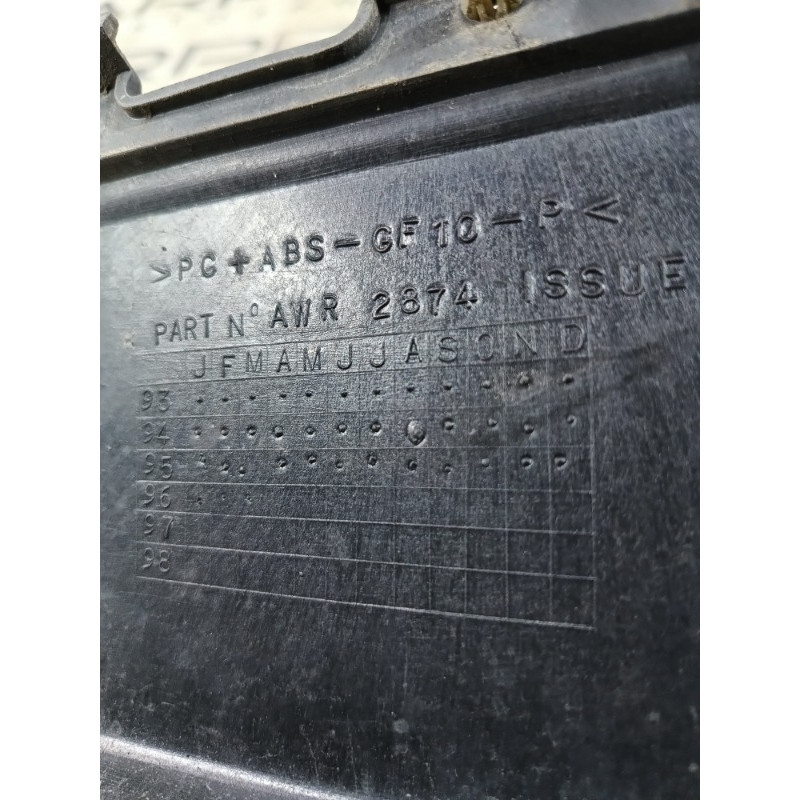 >PC+ABS-GF10-P<
PART Nº AWR 2874 ISSUE
J F M A M J J A S O N D
93
94
95
96
97
98